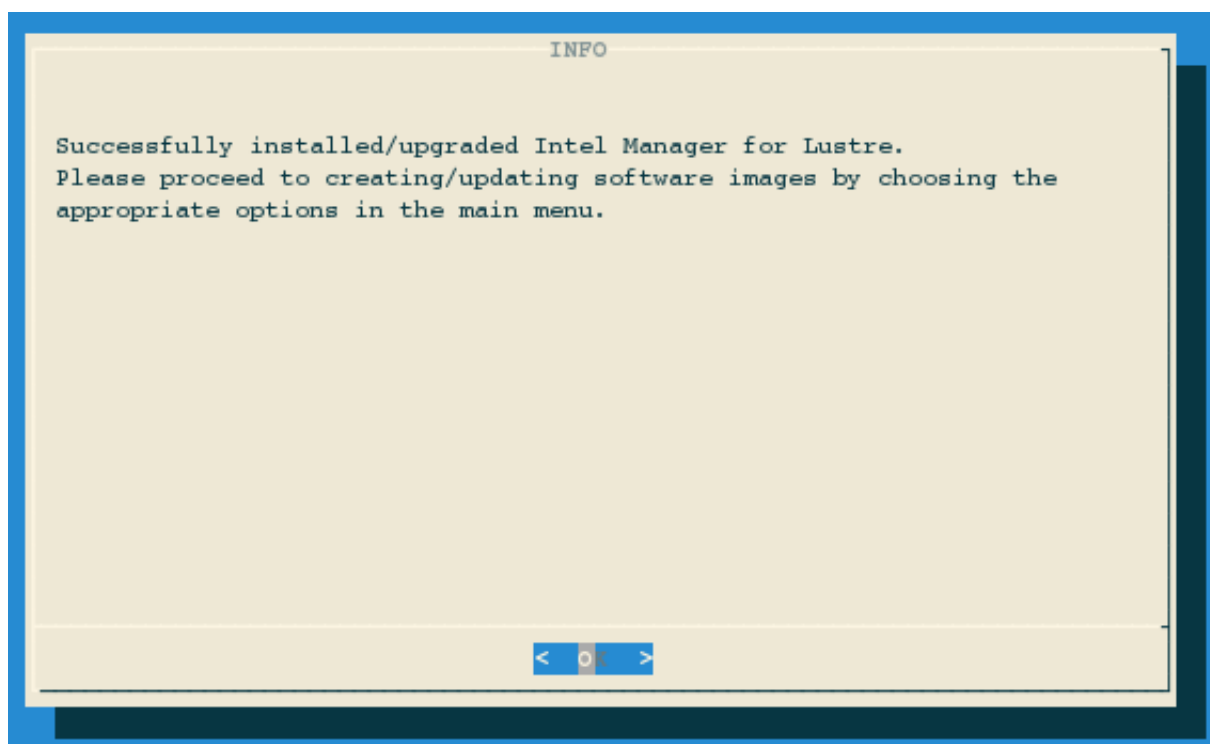 INFO
Successfully installed/upgraded Intel Manager for Lustre.
Please proceed to creating/updating software images by choosing the
appropriate options in the main menu.
< OK >